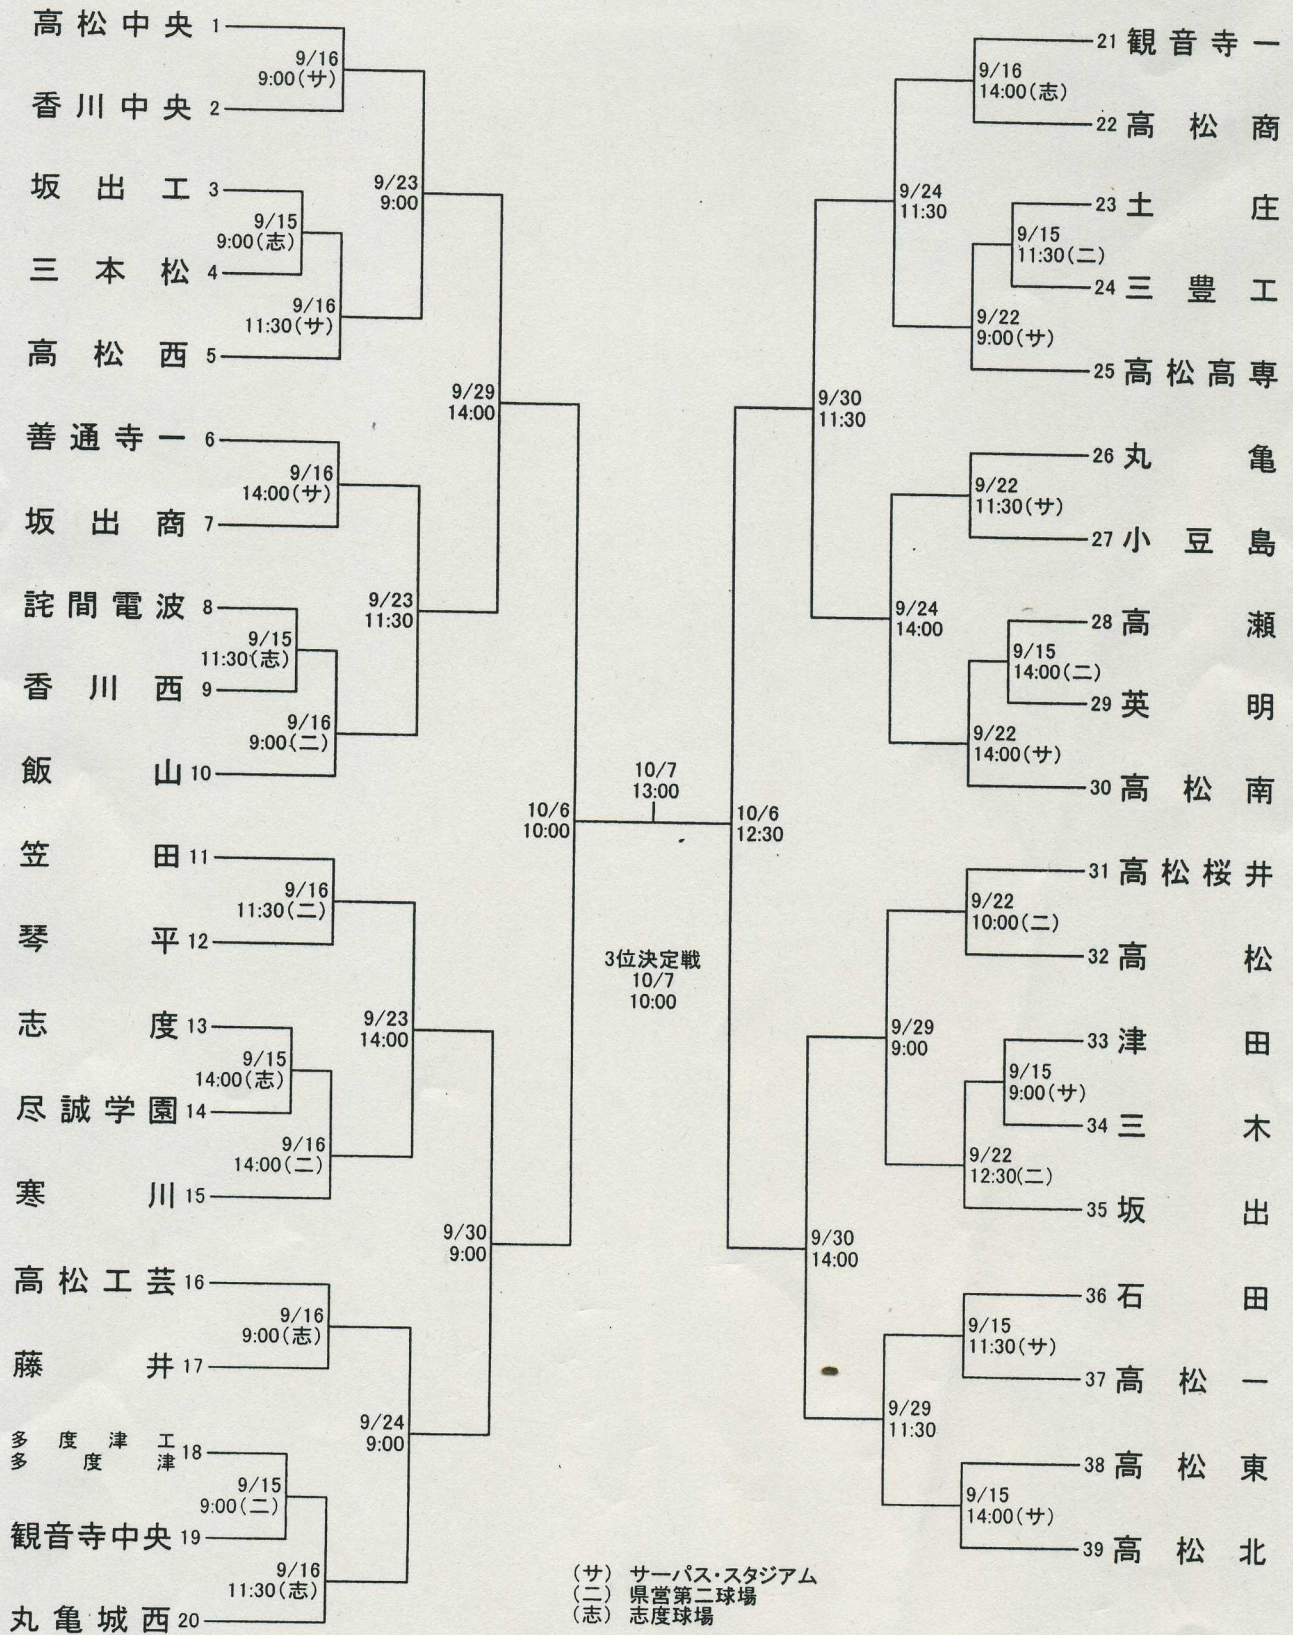 高松中央 1
9/16
9:00(サ)
香川中央 2
9/23
9:00
坂出工 3
9/15
9:00(志)
三本松 4
9/16
11:30(サ)
高松西 5
9/29
14:00
善通寺一 6
9/16
14:00(サ)
坂出商 7
9/23
11:30
詫間電波 8
9/15
11:30(志)
香川西 9
9/16
9:00(二)
飯山 10
10/6
10:00
笠田 11
9/16
11:30(二)
琴平 12
9/23
14:00
志度 13
9/15
14:00(志)
尽誠学園 14
9/16
14:00(二)
寒川 15
9/30
9:00
高松工芸 16
9/16
9:00(志)
藤井 17
9/24
9:00
多度津工
多度津 18
9/15
9:00(二)
観音寺中央 19
9/16
11:30(志)
丸亀城西 20
10/7
13:00
3位決定戦
10/7
10:00
21 観音寺一
9/16
14:00(志)
22 高松商
9/24
11:30
23 土庄
9/15
11:30(二)
24 三豊工
9/22
9:00(サ)
25 高松高専
9/30
11:30
26 丸亀
9/22
11:30(サ)
27 小豆島
9/24
14:00
28 高瀬
9/15
14:00(二)
29 英明
9/22
14:00(サ)
30 高松南
10/6
12:30
31 高松桜井
9/22
10:00(二)
32 高松
9/29
9:00
33 津田
9/15
9:00(サ)
34 三木
9/22
12:30(二)
35 坂出
9/30
14:00
36 石田
9/15
11:30(サ)
37 高松一
9/29
11:30
38 高松東
9/15
14:00(サ)
39 高松北
(サ) サーパス・スタジアム
(二) 県営第二球場
(志) 志度球場